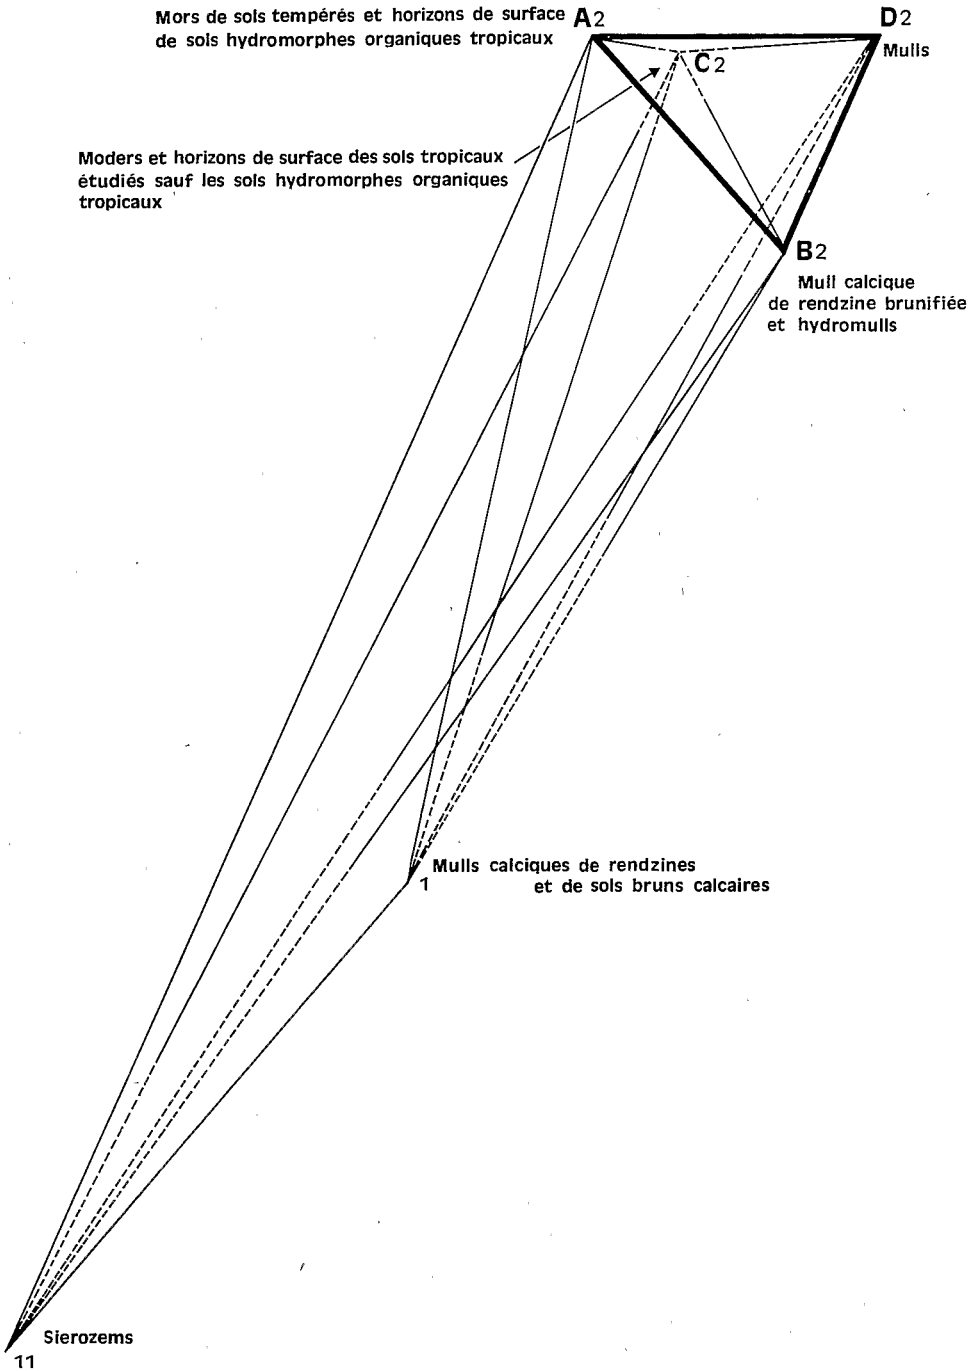 Mors de sols tempérés et horizons de surface
de sols hydromorphes organiques tropicaux
A2
D2
Mulls
C2
Moders et horizons de surface des sols tropicaux
étudiés sauf les sols hydromorphes organiques
tropicaux
B2
Mull calcique
de rendzine brunifiée
et hydromulls
Mulls calciques de rendzines
1 et de sols bruns calcaires
Sierozems
11